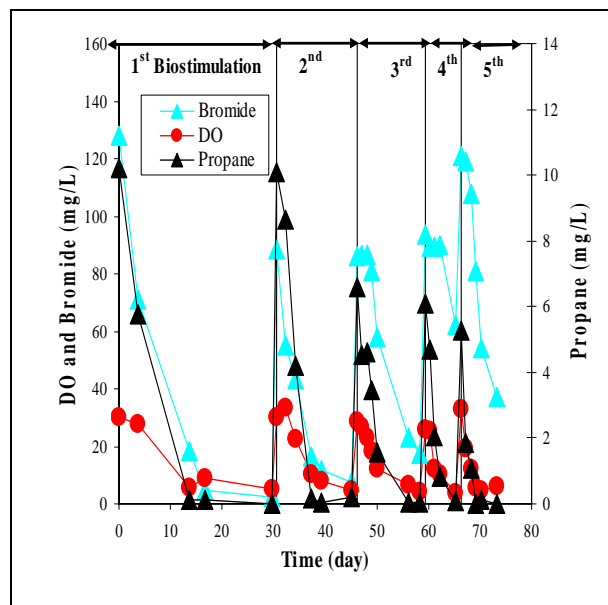 1st Biostimulation 2nd 3rd 4th 5th
Bromide
DO
Propane
DO and Bromide (mg/L)
160
140
120
100
80
60
40
20
0
Propane (mg/L)
14
12
10
8
6
4
2
0
0 10 20 30 40 50 60 70 80
Time (day)